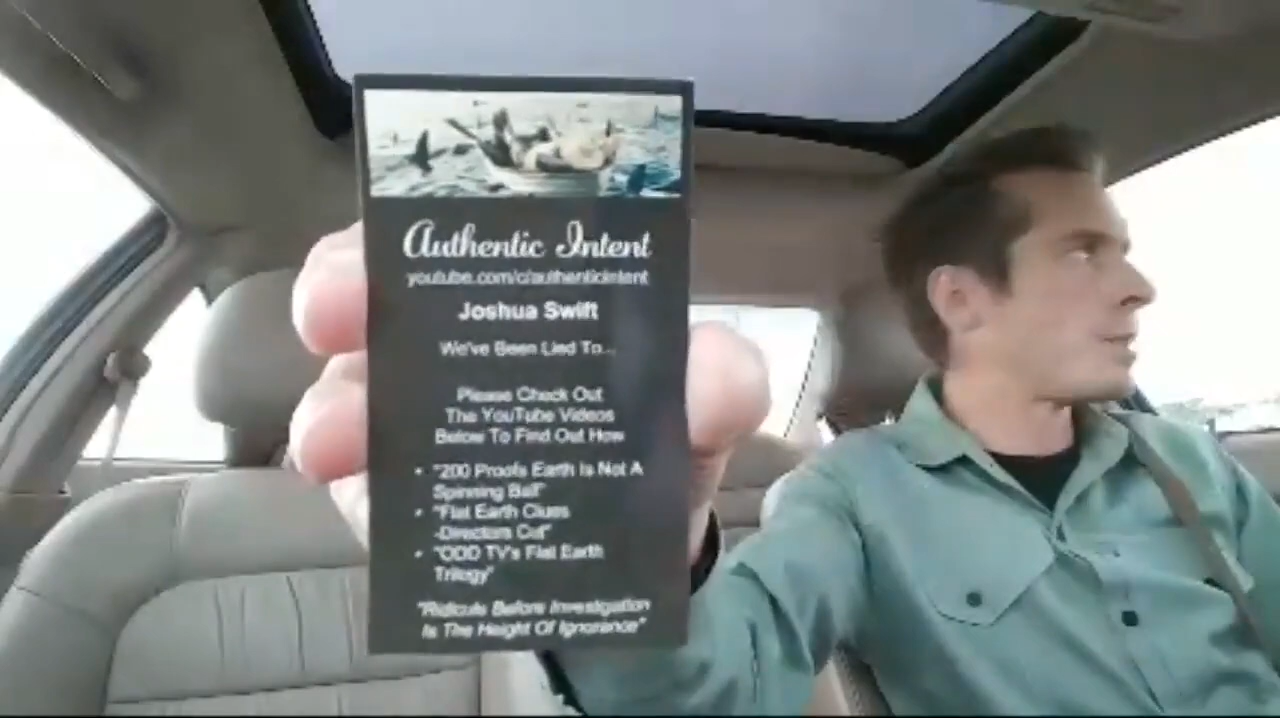 Authentic Intent
youtube.com/c/authenticintent
Joshua Swift
We've Been Lied To...
Please Check Out
The YouTube Videos
Below To Find Out How
• "200 Proofs Earth Is Not A
Spinning Ball"
• "Flat Earth Clues
-Directors Cut"
• "ODD TV's Flat Earth
Trilogy"
"Ridicule Before Investigation
Is The Height Of Ignorance"